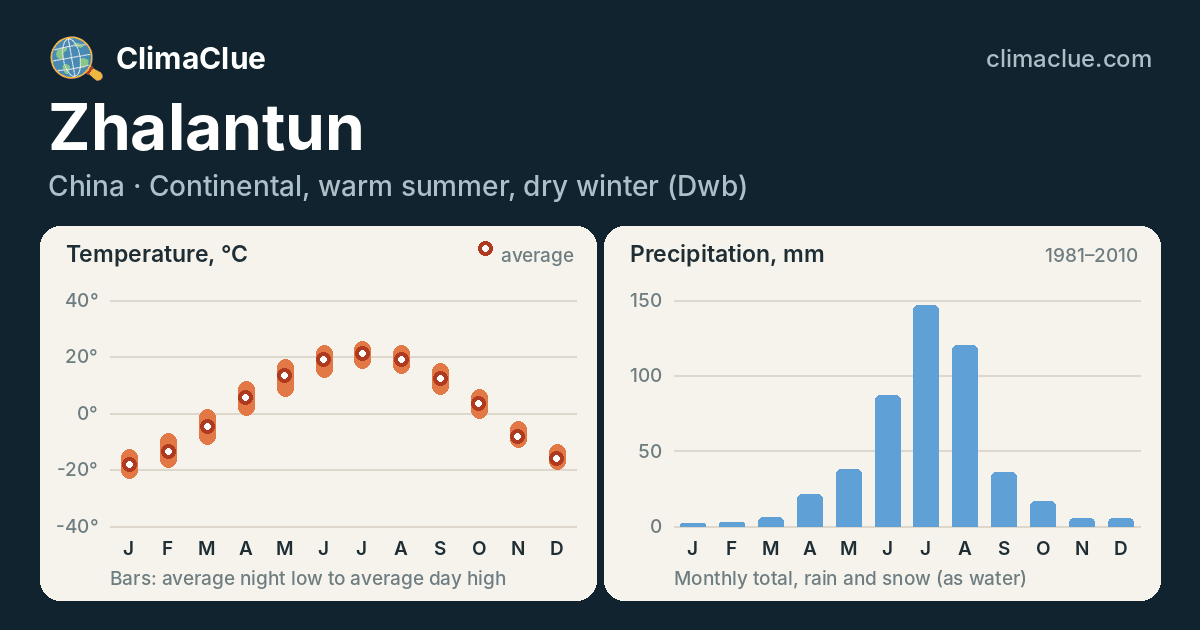 ClimaClue
climaclue.com
Zhalantun
China · Continental, warm summer, dry winter (Dwb)
Temperature, °C
average
40°
20°
0°
-20°
-40°
J F M A M J J A S O N D
Bars: average night low to average day high
Precipitation, mm
1981–2010
150
100
50
0
J F M A M J J A S O N D
Monthly total, rain and snow (as water)